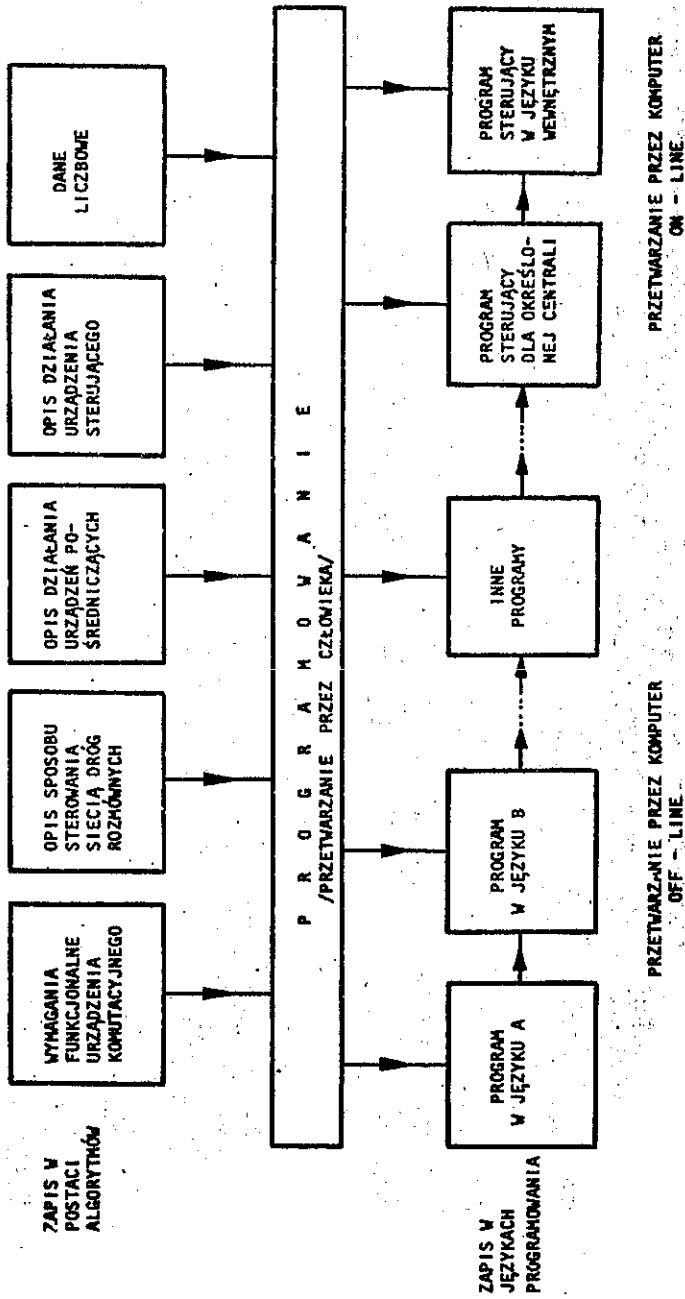 ZAPIS W
POSTACI
ALGORYTMÓW
WYMAGANIA
FUNKCJONALNE
URZĄDZENIA
KOMUTACYJNEGO
OPIS SPOSOBU
STEROWANIA
SIECIĄ DRÓG
ROZMÓWNYCH
OPIS DZIAŁANIA
URZĄDZEŃ PO-
ŚREDNICZĄCYCH
OPIS DZIAŁANIA
URZĄDZENIA
STERUJĄCEGO
DANE
LICZBOWE
P R O G R A M O W A N I E
/PRZETWARZANIE PRZEZ CZŁOWIEKA/
ZAPIS W
JĘZYKACH
PROGRAMOWANIA
PROGRAM
W JĘZYKU A
PROGRAM
W JĘZYKU B
INNE
PROGRAMY
PROGRAM
STERUJĄCY
DLA OKREŚLO-
NEJ CENTRALI
PROGRAM
STERUJĄCY
W JĘZYKU
WEWNĘTRZNYM
PRZETWARZANIE PRZEZ KOMPUTER
OFF - LINE
PRZETWARZANIE PRZEZ KOMPUTER
ON - LINE